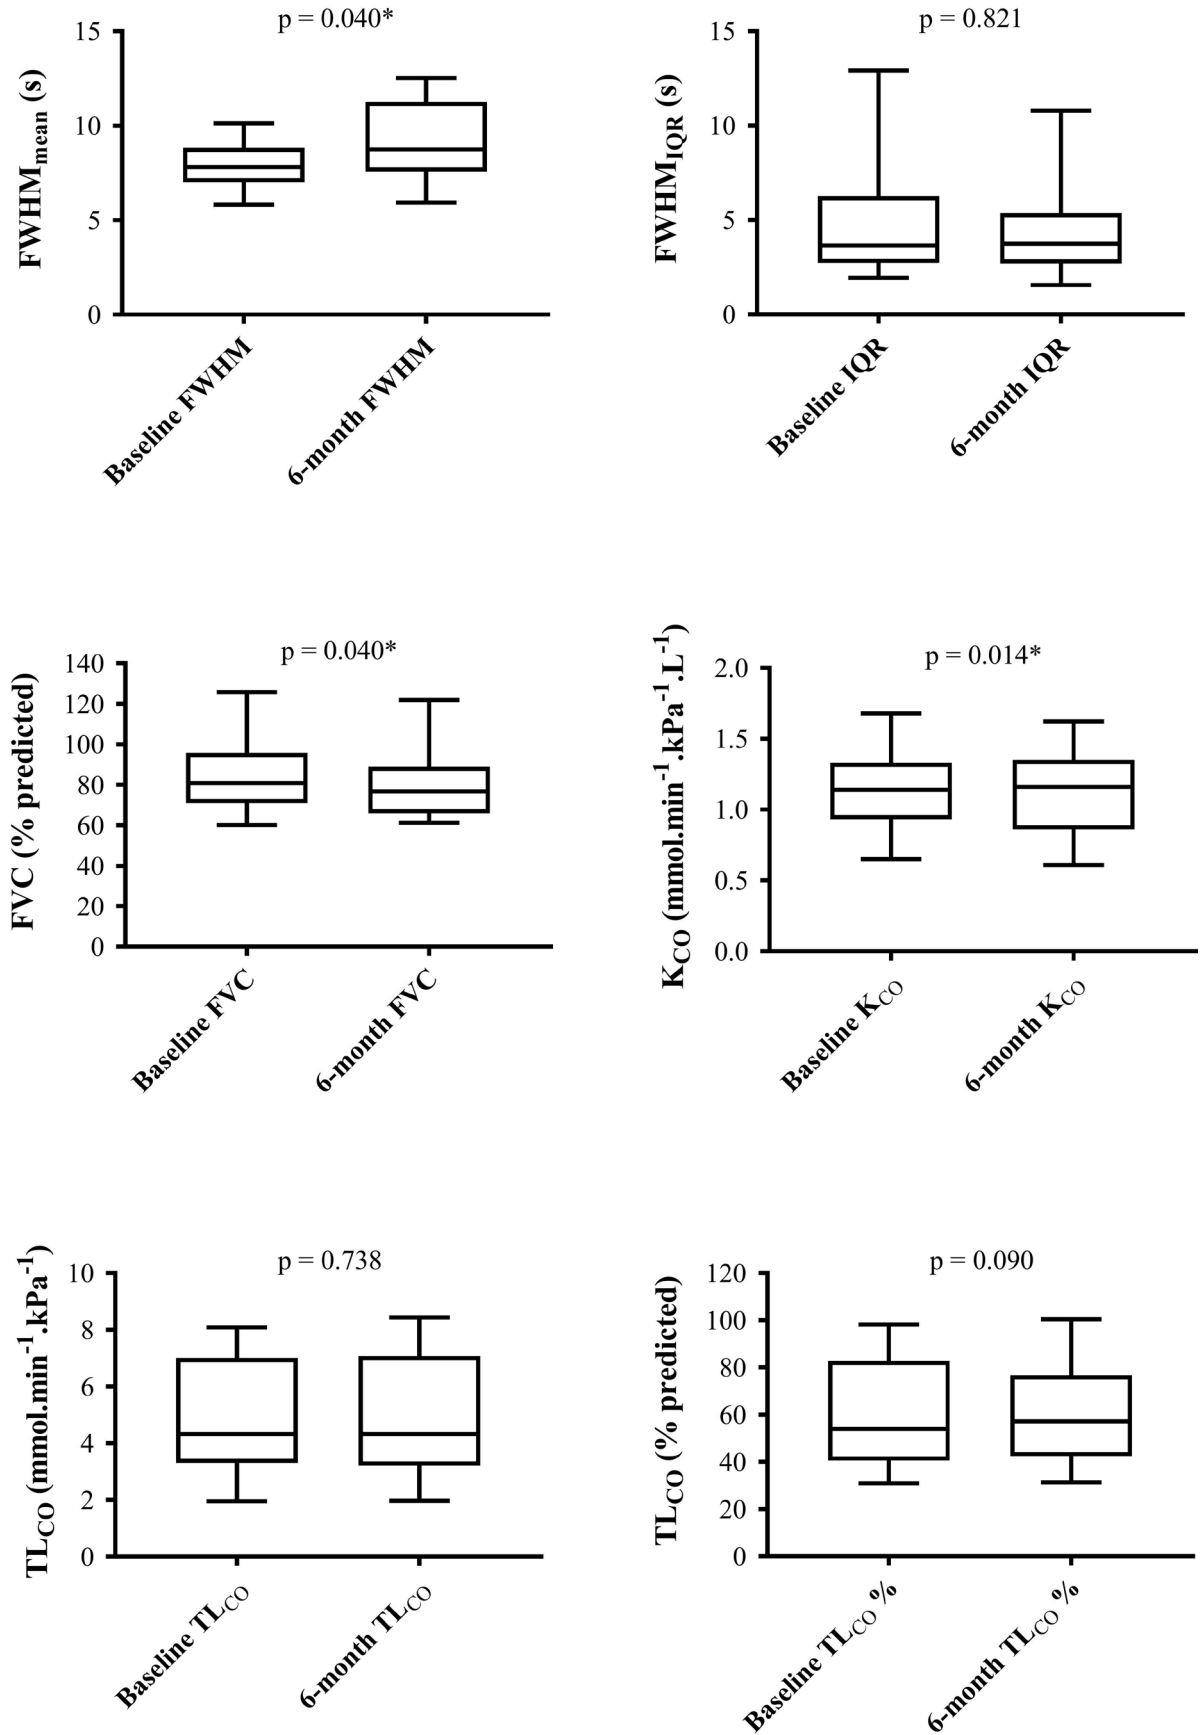 p = 0.040*
FWHMmean (s)
15
10
5
0
Baseline FWHM
6-month FWHM
p = 0.821
FWHMIQR (s)
15
10
5
0
Baseline IQR
6-month IQR
p = 0.040*
FVC (% predicted)
140
120
100
80
60
40
20
0
Baseline FVC
6-month FVC
p = 0.014*
KCO (mmol.min-1.kPa-1.L-1)
2.0
1.5
1.0
0.5
0.0
Baseline KCO
6-month KCO
p = 0.738
TLCO (mmol.min-1.kPa-1)
10
8
6
4
2
0
Baseline TLCO
6-month TLCO
p = 0.090
TLCO (% predicted)
120
100
80
60
40
20
0
Baseline TLCO %
6-month TLCO %